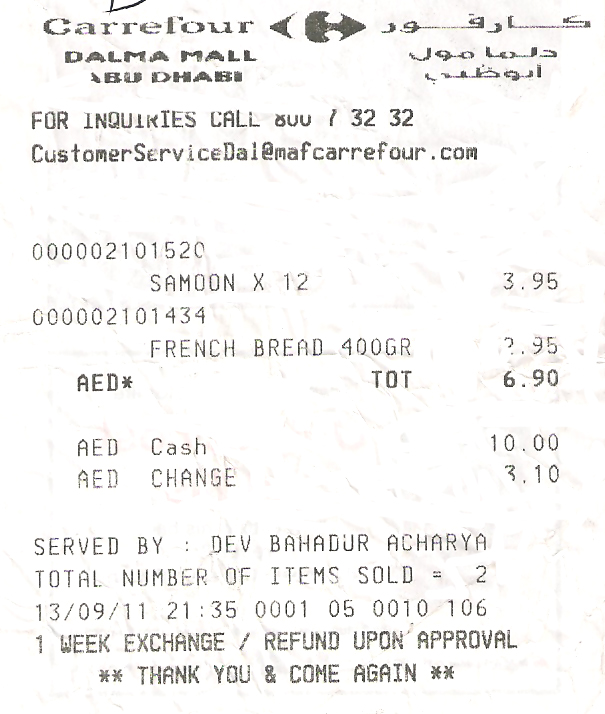 Carrefour كارفور
DALMA MALL دلما مول
ABU DHABI أبوظبي
FOR INQUIRIES CALL 800 7 32 32
CustomerServiceDal@mafcarrefour.com
000002101520
SAMOON X 12 3.95
000002101434
FRENCH BREAD 400GR 2.95
AED* TOT 6.90
AED Cash 10.00
AED CHANGE 3.10
SERVED BY : DEV BAHADUR ACHARYA
TOTAL NUMBER OF ITEMS SOLD = 2
13/09/11 21:35 0001 05 0010 106
1 WEEK EXCHANGE / REFUND UPON APPROVAL
** THANK YOU & COME AGAIN **